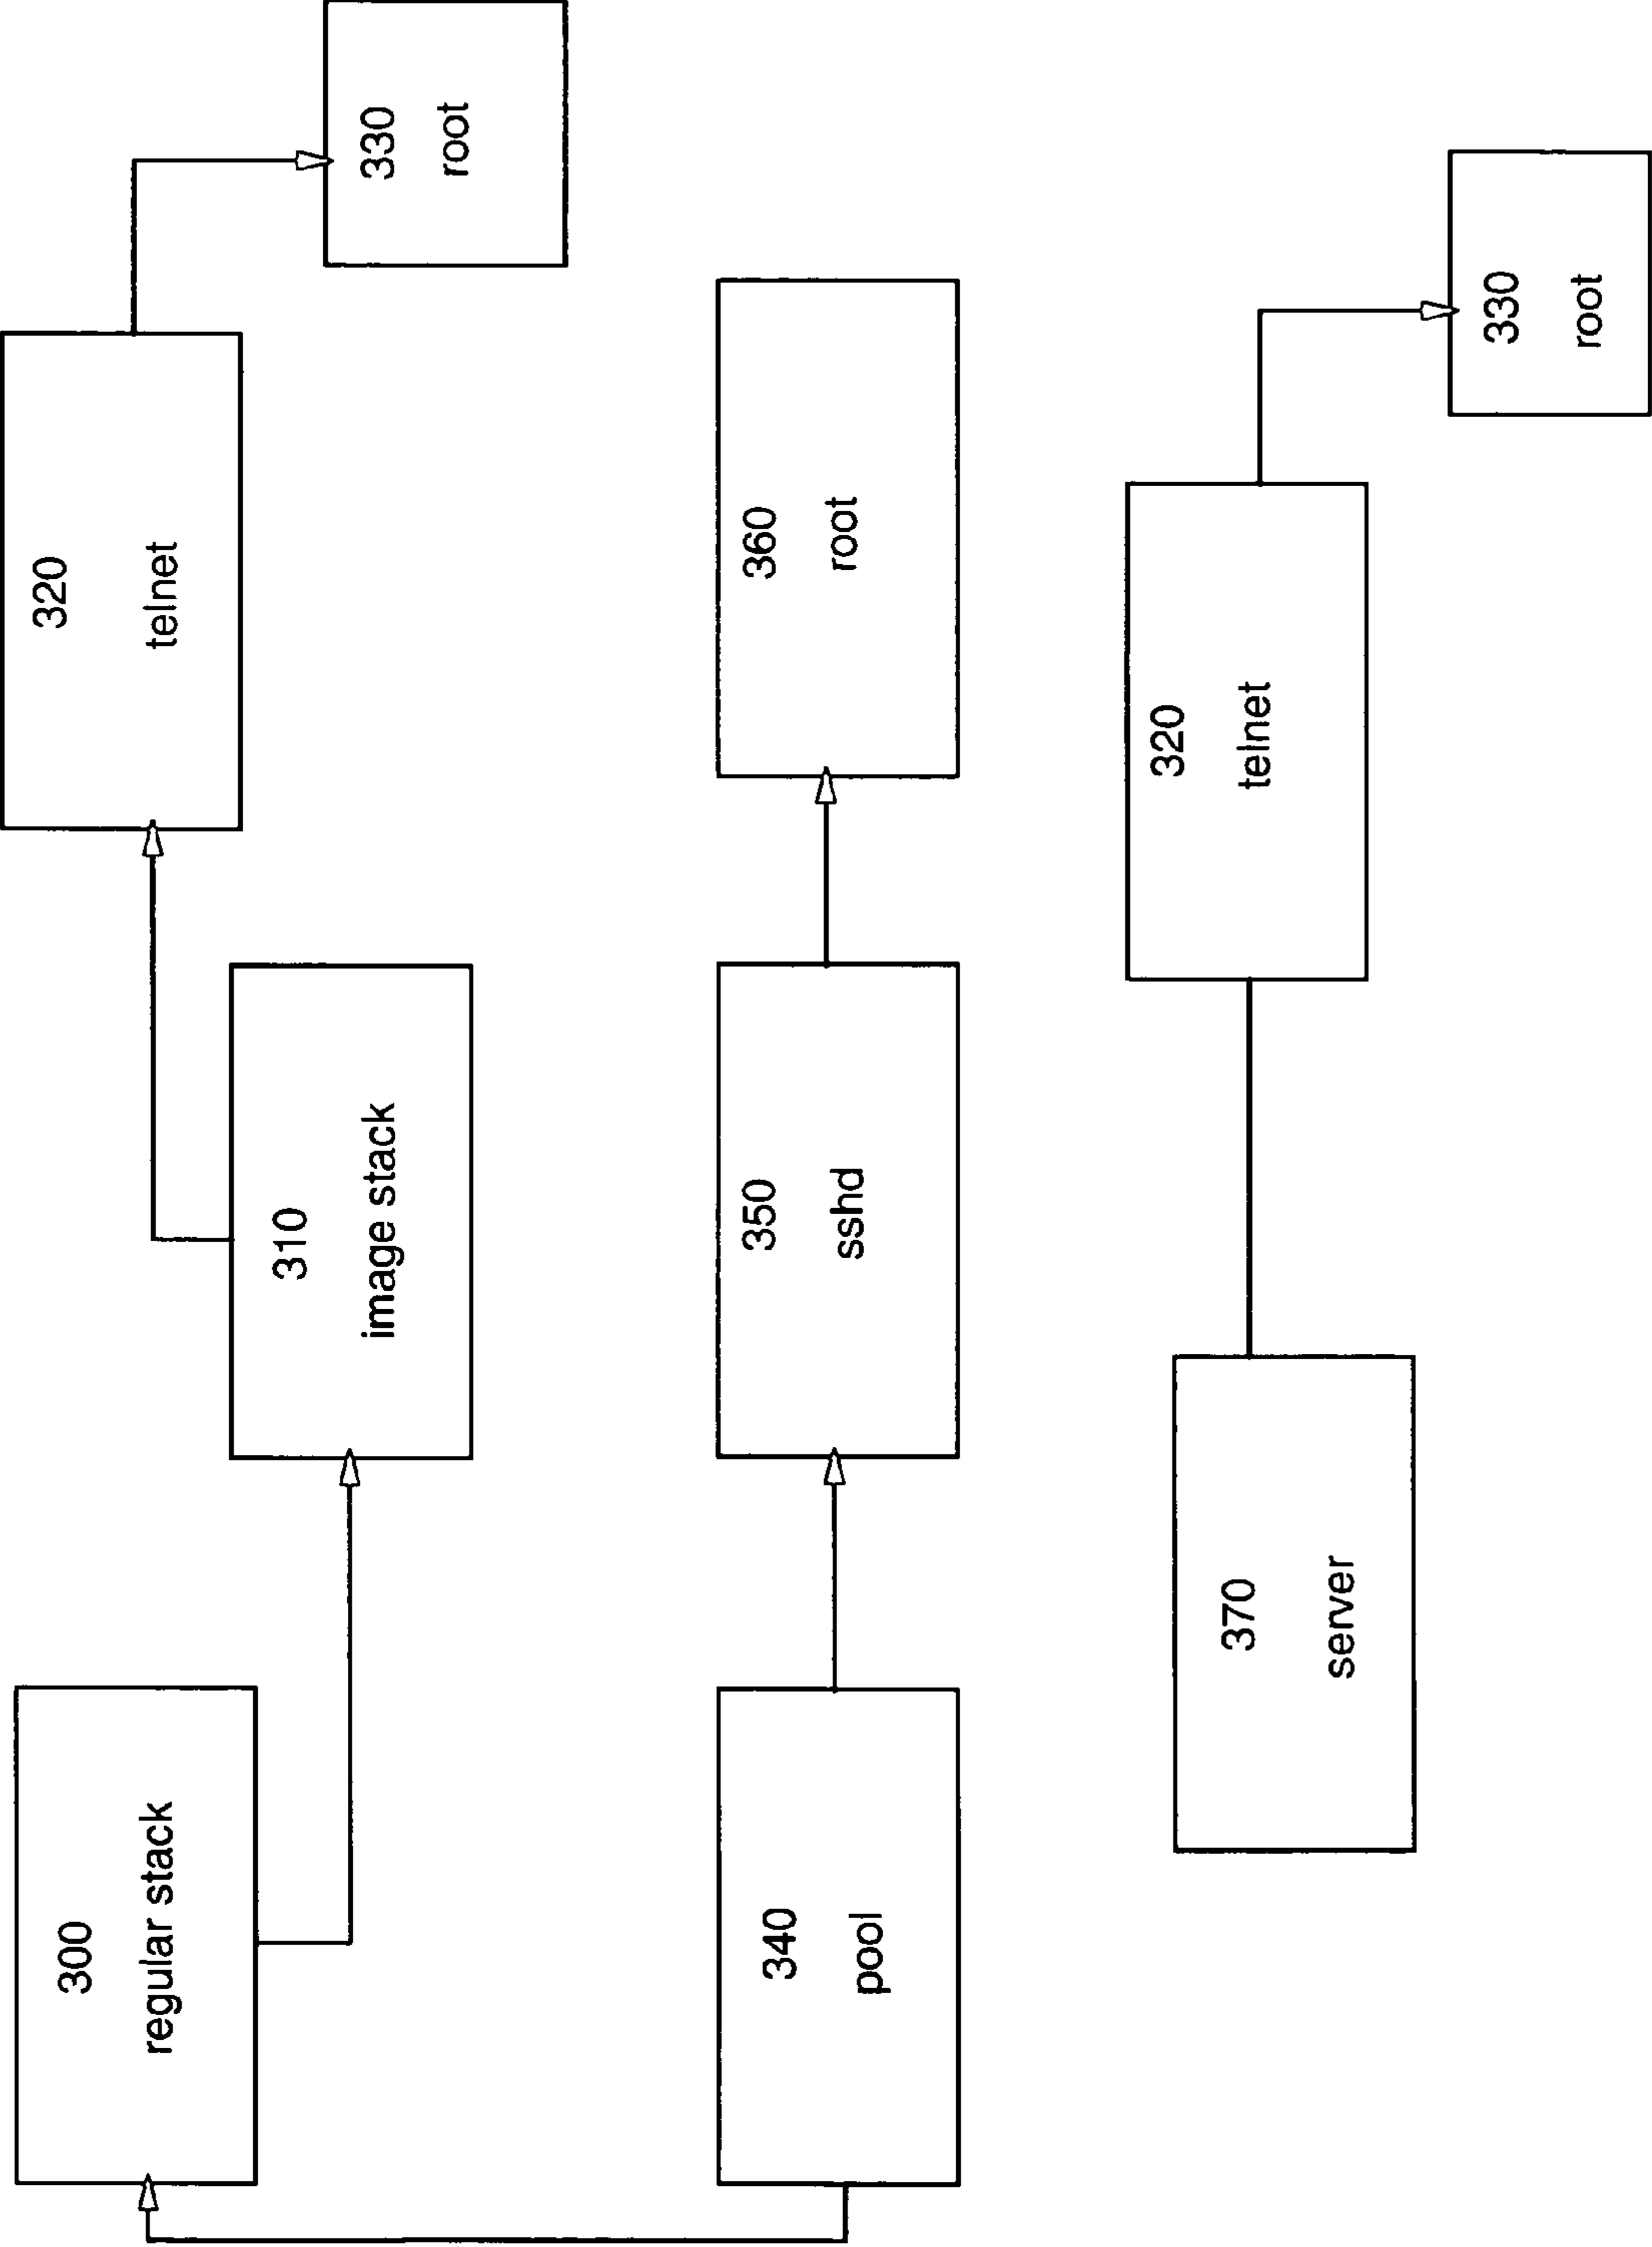 300
regular stack
310
image stack
320
telnet
330
root
340
pool
350
sshd
360
root
370
server
320
telnet
330
root